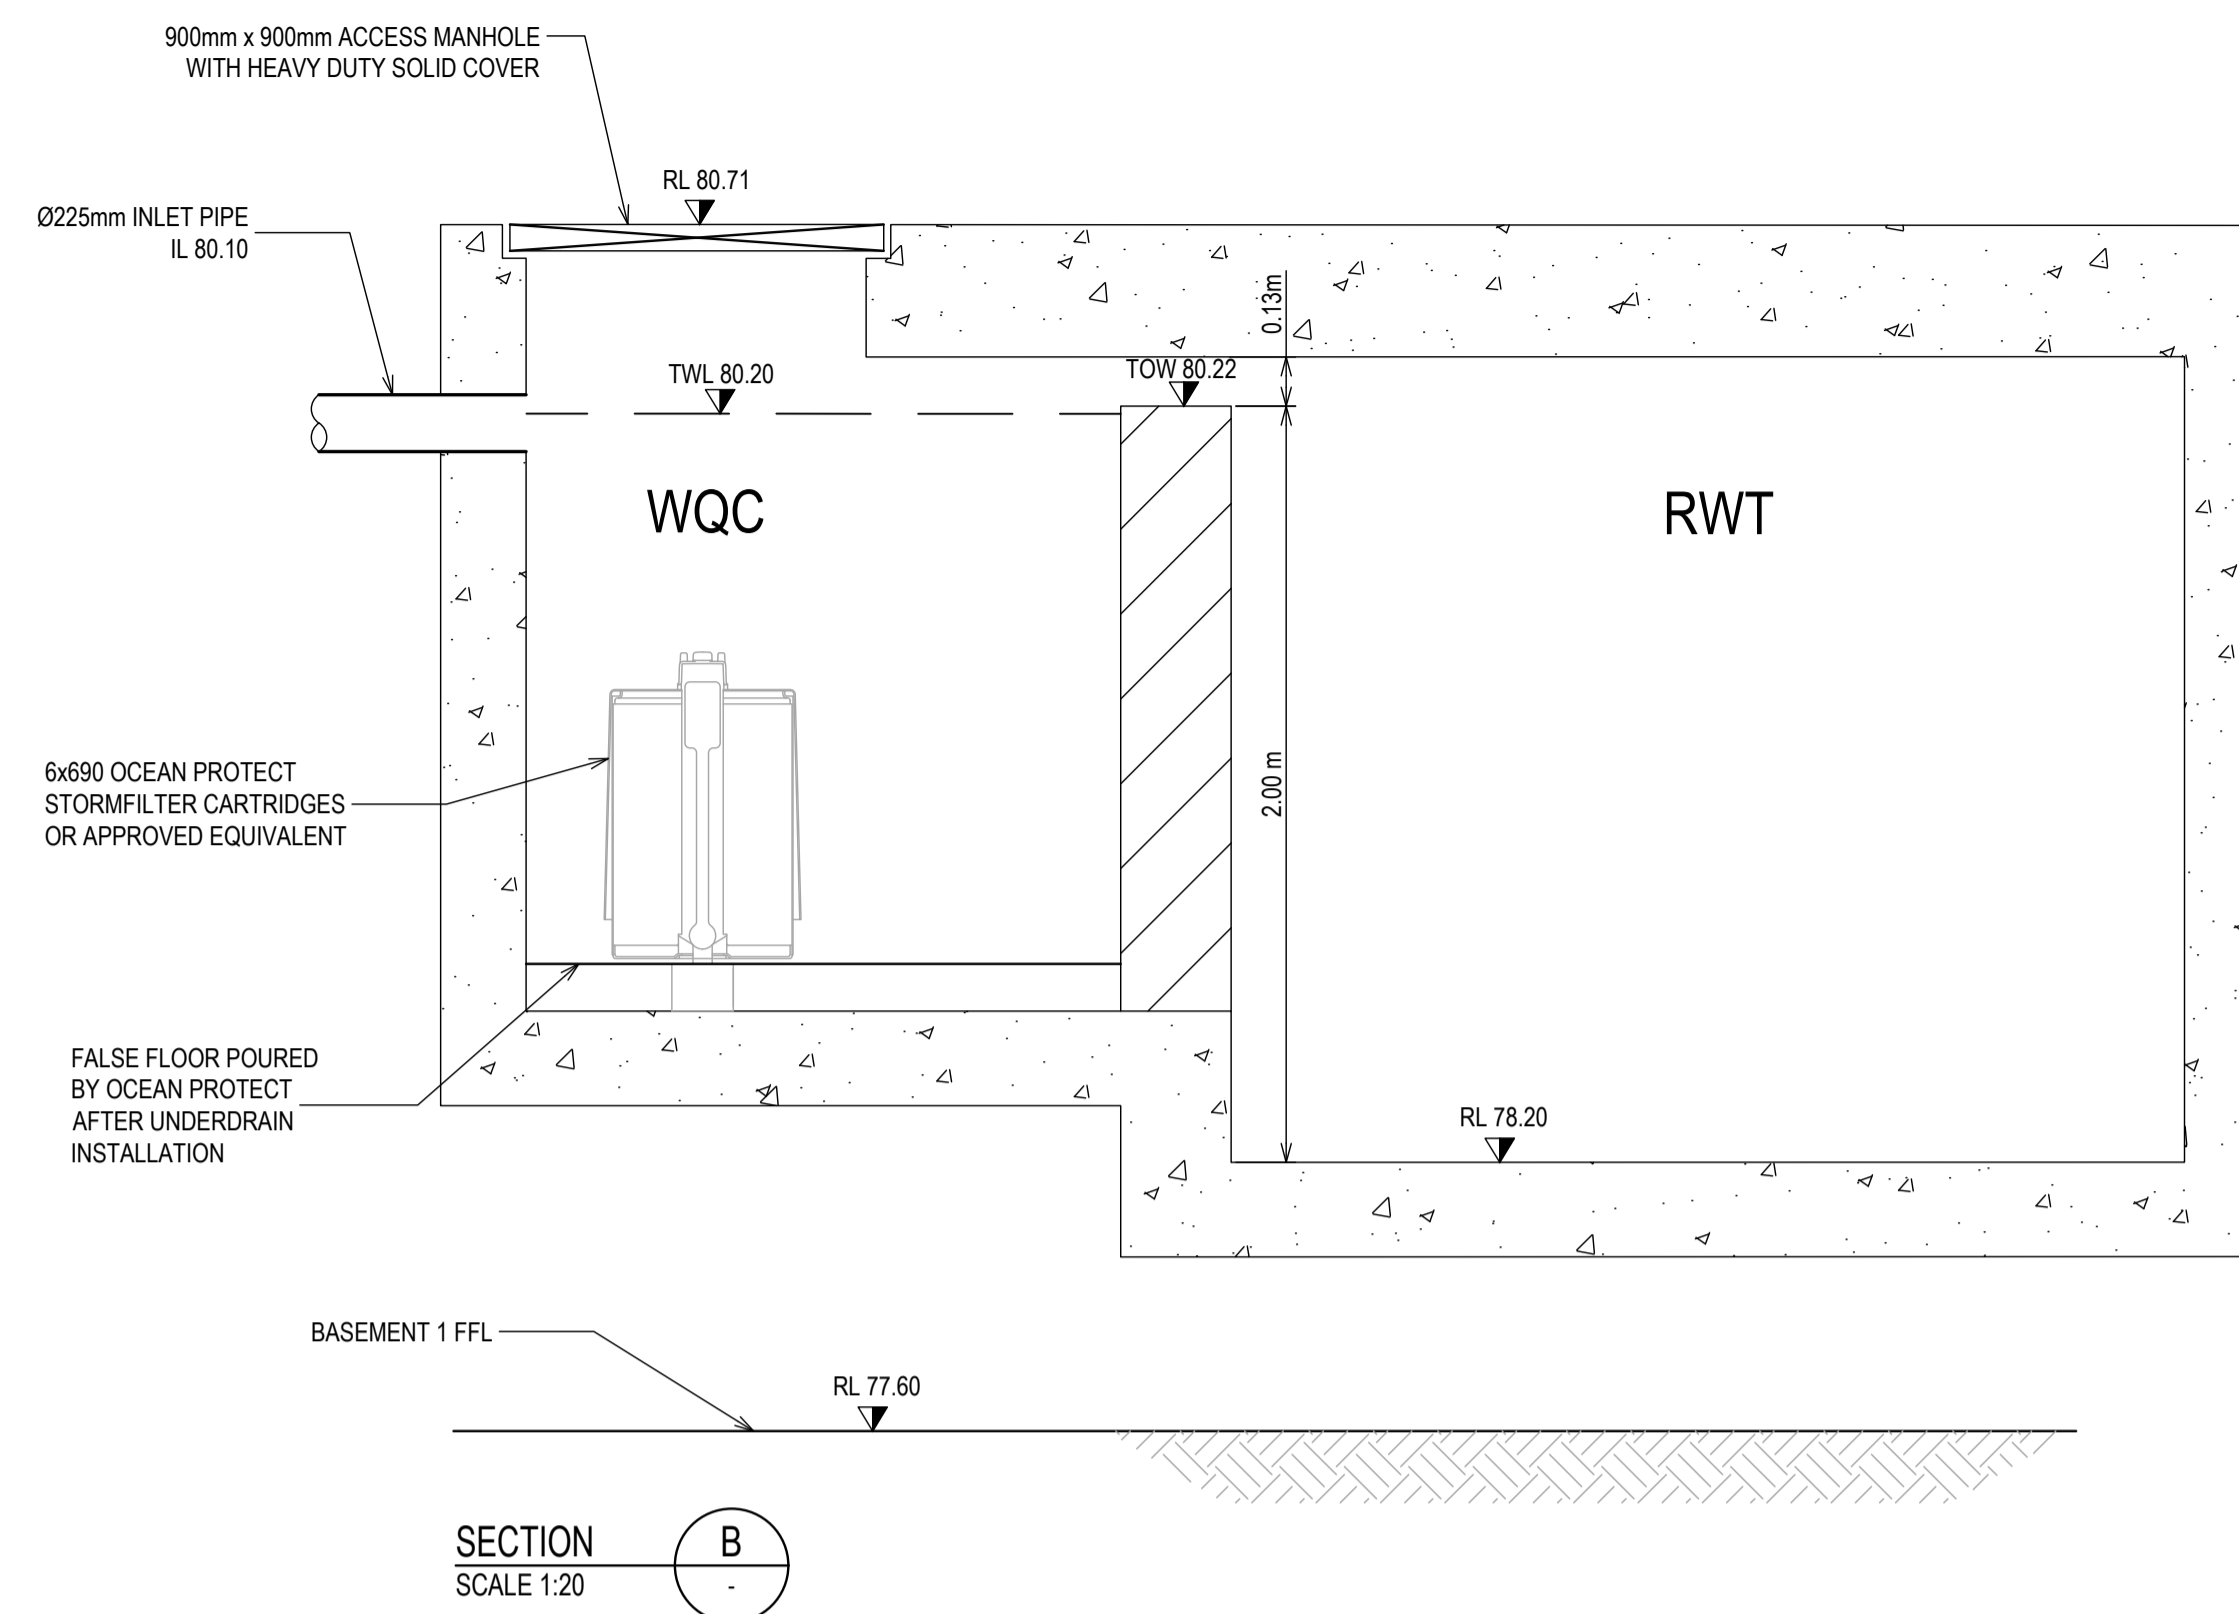 900mm x 900mm ACCESS MANHOLE
WITH HEAVY DUTY SOLID COVER
RL 80.71
Ø225mm INLET PIPE
IL 80.10
0.13m
TWL 80.20
TOW 80.22
WQC
RWT
6x690 OCEAN PROTECT
STORMFILTER CARTRIDGES
OR APPROVED EQUIVALENT
2.00 m
FALSE FLOOR POURED
BY OCEAN PROTECT
AFTER UNDERDRAIN
INSTALLATION
RL 78.20
BASEMENT 1 FFL
RL 77.60
SECTION
B
SCALE 1:20
-